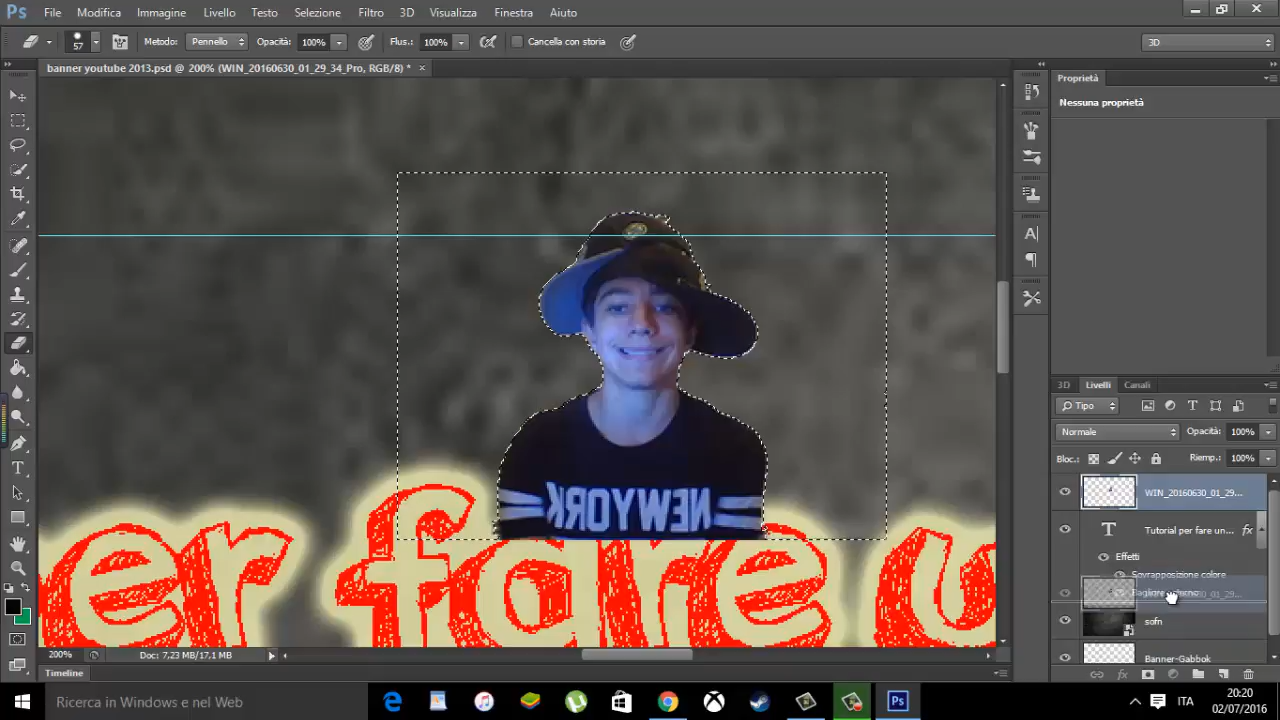 Ps File Modifica Immagine Livello Testo Selezione Filtro 3D Visualizza Finestra Aiuto
57 Metodo: Pennello Opacità: 100% Flus.: 100% Cancella con storia 3D
banner youtube 2013.psd @ 200% (WIN_20160630_01_29_34_Pro, RGB/8) * ×
Proprietà
Nessuna proprietà
NEWYORK
er fare u
3D Livelli Canali
Tipo
Normale Opacità: 100%
Bloc.: Riemp.: 100%
WIN_20160630_01_29...
T Tutorial per fare un... fx
Effetti
Sovrapposizione colore
Bagliore esterno
sofn
Banner-Gabbok
200% Doc: 7,23 MB/17,1 MB
Timeline
Ricerca in Windows e nel Web
ITA
20:20
02/07/2016